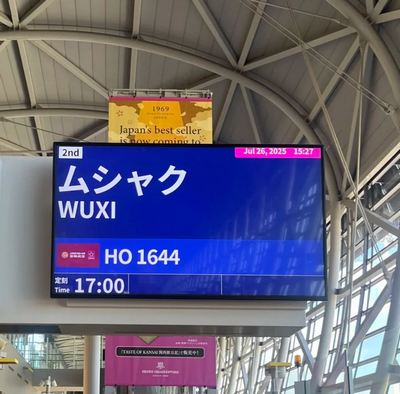 1969
Japan's best seller
is now coming to
2nd
Jul 26, 2025 15:27
ムシャク
WUXI
HO 1644
定刻
Time 17:00
TASTE OF KANSAI